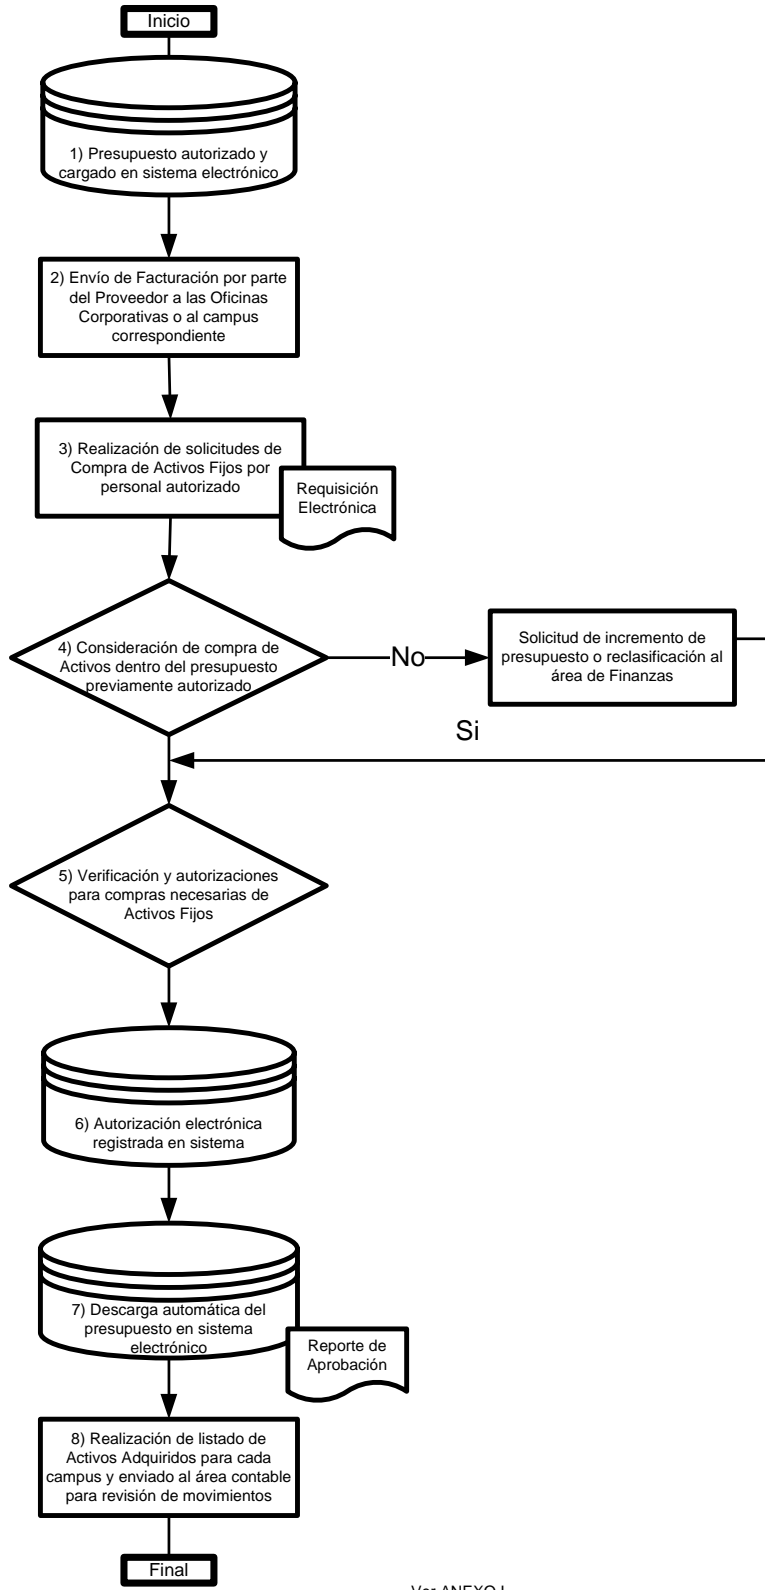 Inicio
1) Presupuesto autorizado y
cargado en sistema electrónico
2) Envío de Facturación por parte
del Proveedor a las Oficinas
Corporativas o al campus
correspondiente
3) Realización de solicitudes de
Compra de Activos Fijos por
personal autorizado
Requisición
Electrónica
4) Consideración de compra de
Activos dentro del presupuesto
previamente autorizado
No
Solicitud de incremento de
presupuesto o reclasificación al
área de Finanzas
Si
5) Verificación y autorizaciones
para compras necesarias de
Activos Fijos
6) Autorización electrónica
registrada en sistema
7) Descarga automática del
presupuesto en sistema
electrónico
Reporte de
Aprobación
8) Realización de listado de
Activos Adquiridos para cada
campus y enviado al área contable
para revisión de movimientos
Final
Ver ANEXO I